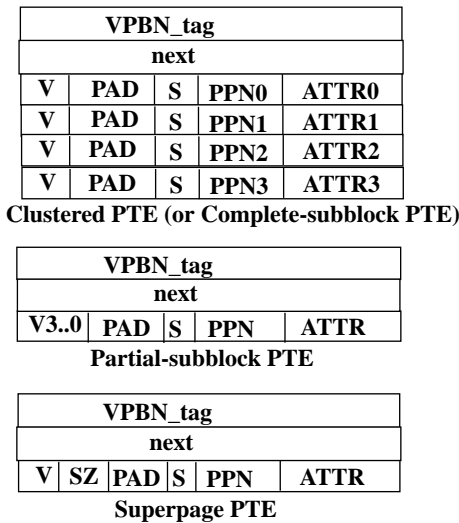 VPBN_tag
next
V PAD S PPN0 ATTR0
V PAD S PPN1 ATTR1
V PAD S PPN2 ATTR2
V PAD S PPN3 ATTR3
Clustered PTE (or Complete-subblock PTE)
VPBN_tag
next
V3..0 PAD S PPN ATTR
Partial-subblock PTE
VPBN_tag
next
V SZ PAD S PPN ATTR
Superpage PTE